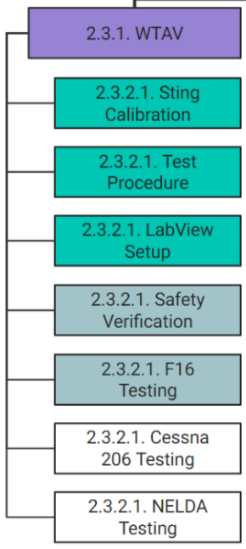 2.3.1. WTAV
2.3.2.1. Sting
Calibration
2.3.2.1. Test
Procedure
2.3.2.1. LabView
Setup
2.3.2.1. Safety
Verification
2.3.2.1. F16
Testing
2.3.2.1. Cessna
206 Testing
2.3.2.1. NELDA
Testing